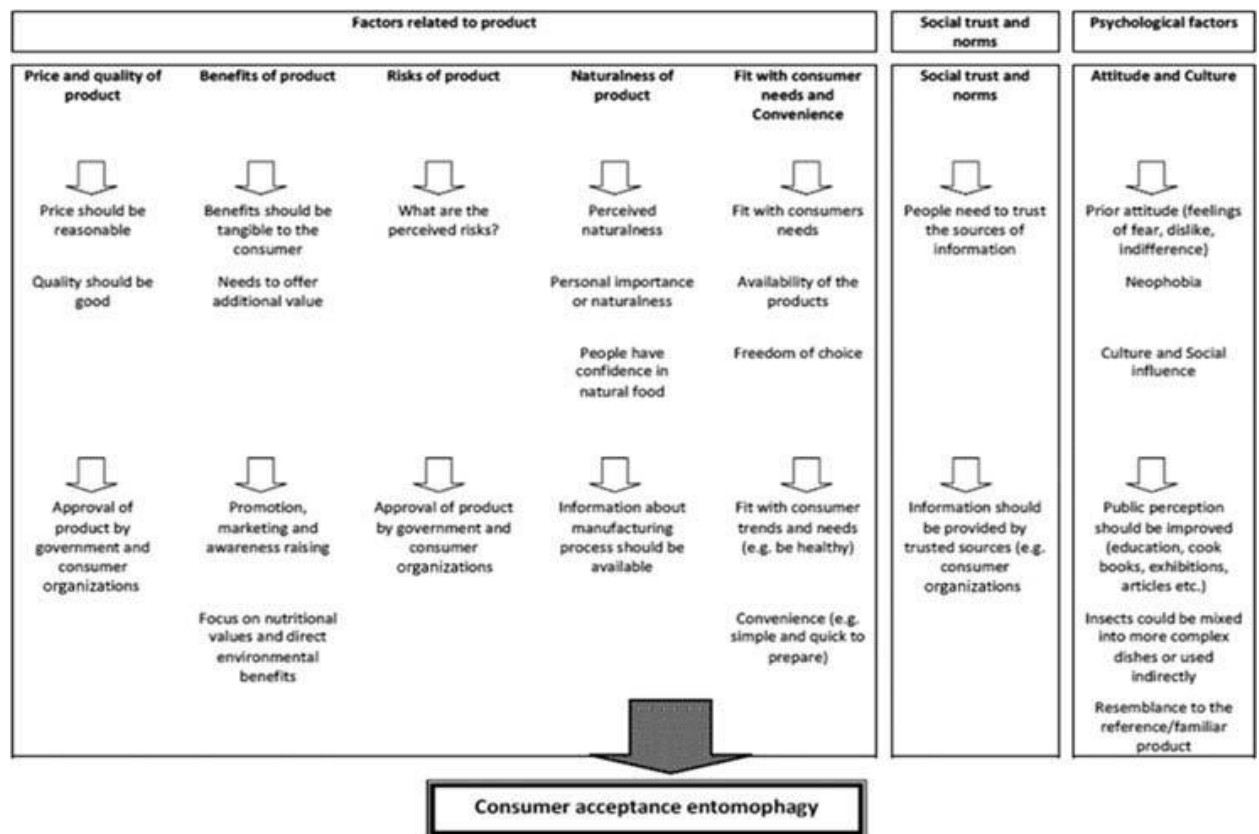 Factors related to product
Social trust and
norms
Psychological factors
Price and quality of
product
Benefits of product
Risks of product
Naturalness of
product
Fit with consumer
needs and
Convenience
Social trust and
norms
Attitude and Culture
Price should be
reasonable
Quality should be
good
Benefits should be
tangible to the
consumer
Needs to offer
additional value
What are the
perceived risks?
Perceived
naturalness
Personal importance
or naturalness
People have
confidence in
natural food
Fit with consumers
needs
Availability of the
products
Freedom of choice
People need to trust
the sources of
information
Prior attitude (feelings
of fear, dislike,
indifference)
Neophobia
Culture and Social
influence
Approval of
product by
government and
consumer
organizations
Promotion,
marketing and
awareness raising
Focus on nutritional
values and direct
environmental
benefits
Approval of product
by government and
consumer
organizations
Information about
manufacturing
process should be
available
Fit with consumer
trends and needs
(e.g. be healthy)
Convenience (e.g.
simple and quick to
prepare)
Information should
be provided by
trusted sources (e.g.
consumer
organizations
Public perception
should be improved
(education, cook
books, exhibitions,
articles etc.)
Insects could be mixed
into more complex
dishes or used
indirectly
Resemblance to the
reference/familiar
product
Consumer acceptance entomophagy